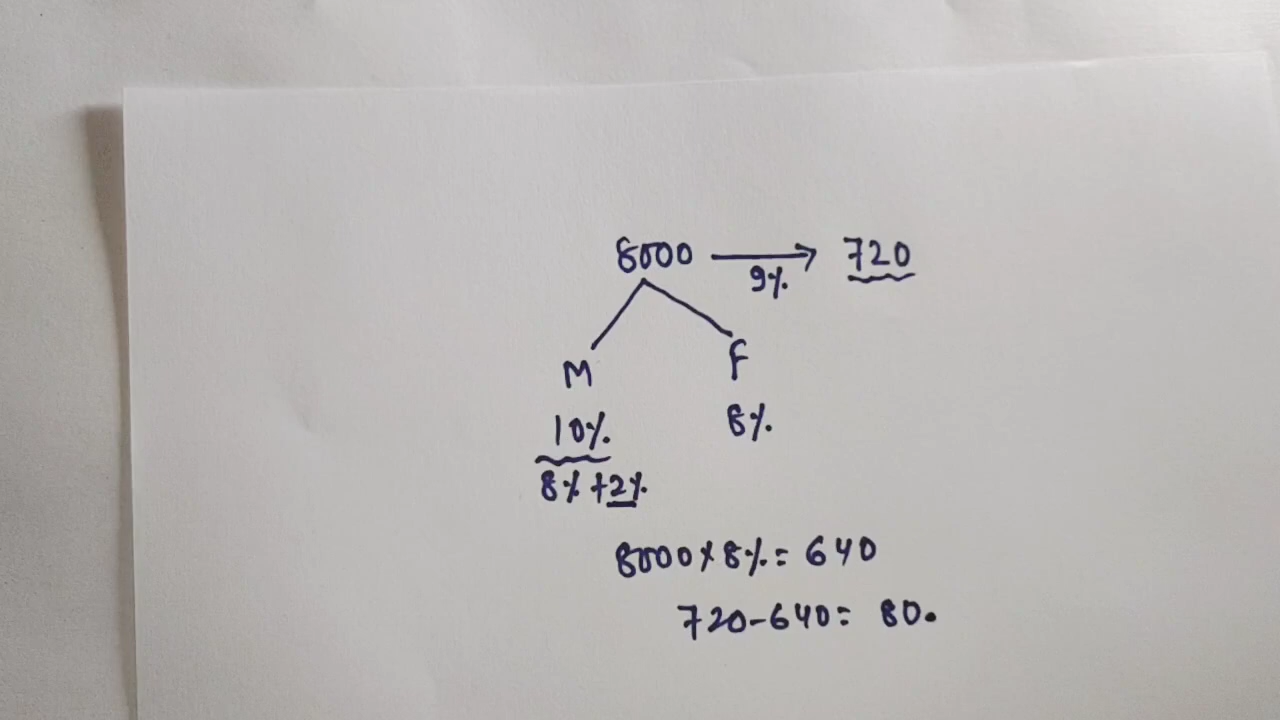 8000 → 720
9%
M F
10% 8%
8% + 2%
8000 x 8% = 640
720 - 640 = 80.